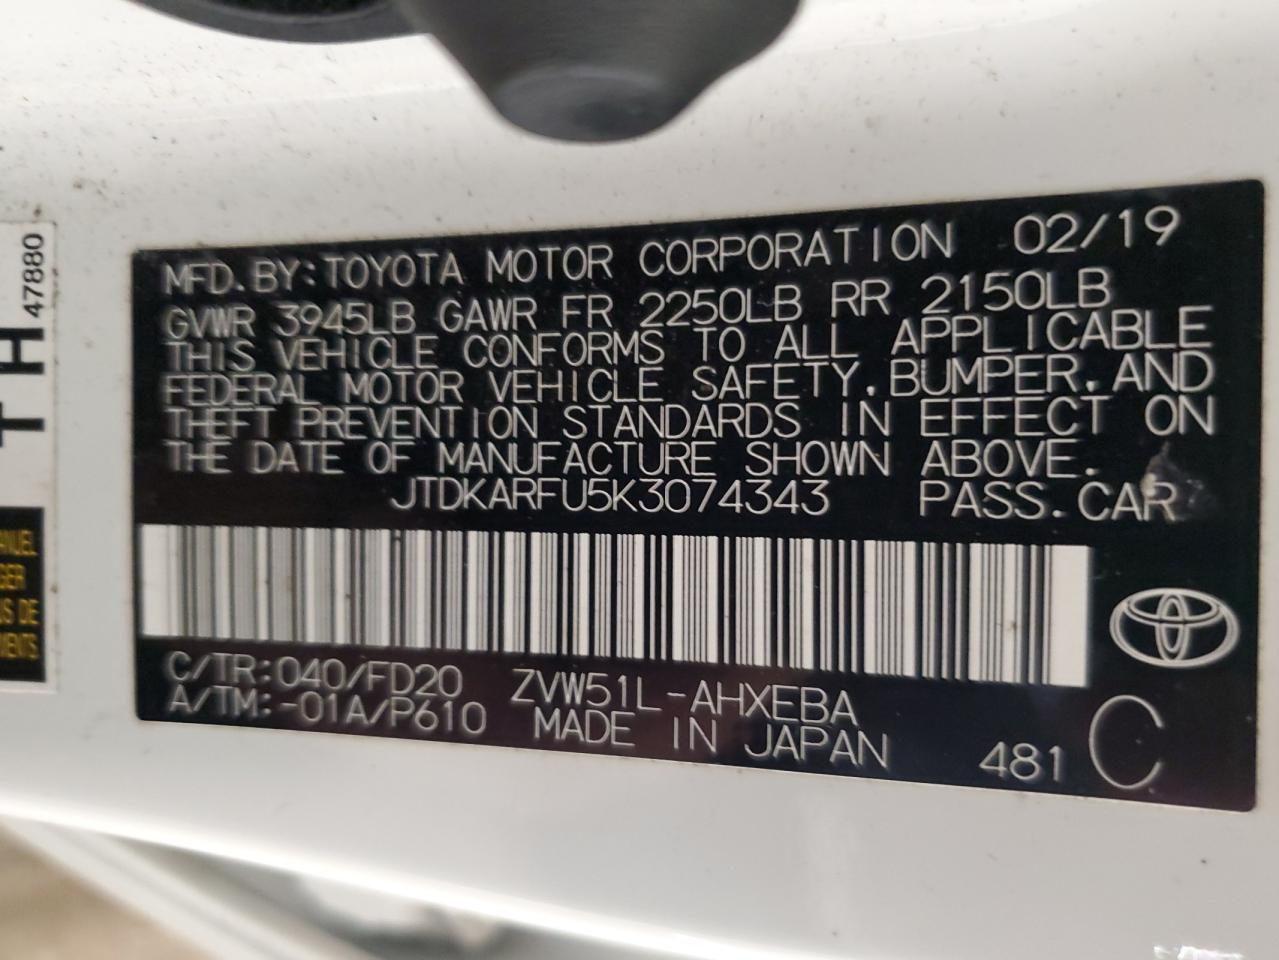 MFD. BY: TOYOTA MOTOR CORPORATION 02/19
GVWR 3945LB GAWR FR 2250LB RR 2150LB
THIS VEHICLE CONFORMS TO ALL APPLICABLE
FEDERAL MOTOR VEHICLE SAFETY, BUMPER, AND
THEFT PREVENTION STANDARDS IN EFFECT ON
THE DATE OF MANUFACTURE SHOWN ABOVE.
JTDKARFU5K3074343 PASS. CAR
C/TR: 040/FD20 ZVW51L-AHXEBA
A/TM: -01A/P610 MADE IN JAPAN 481 C
47880